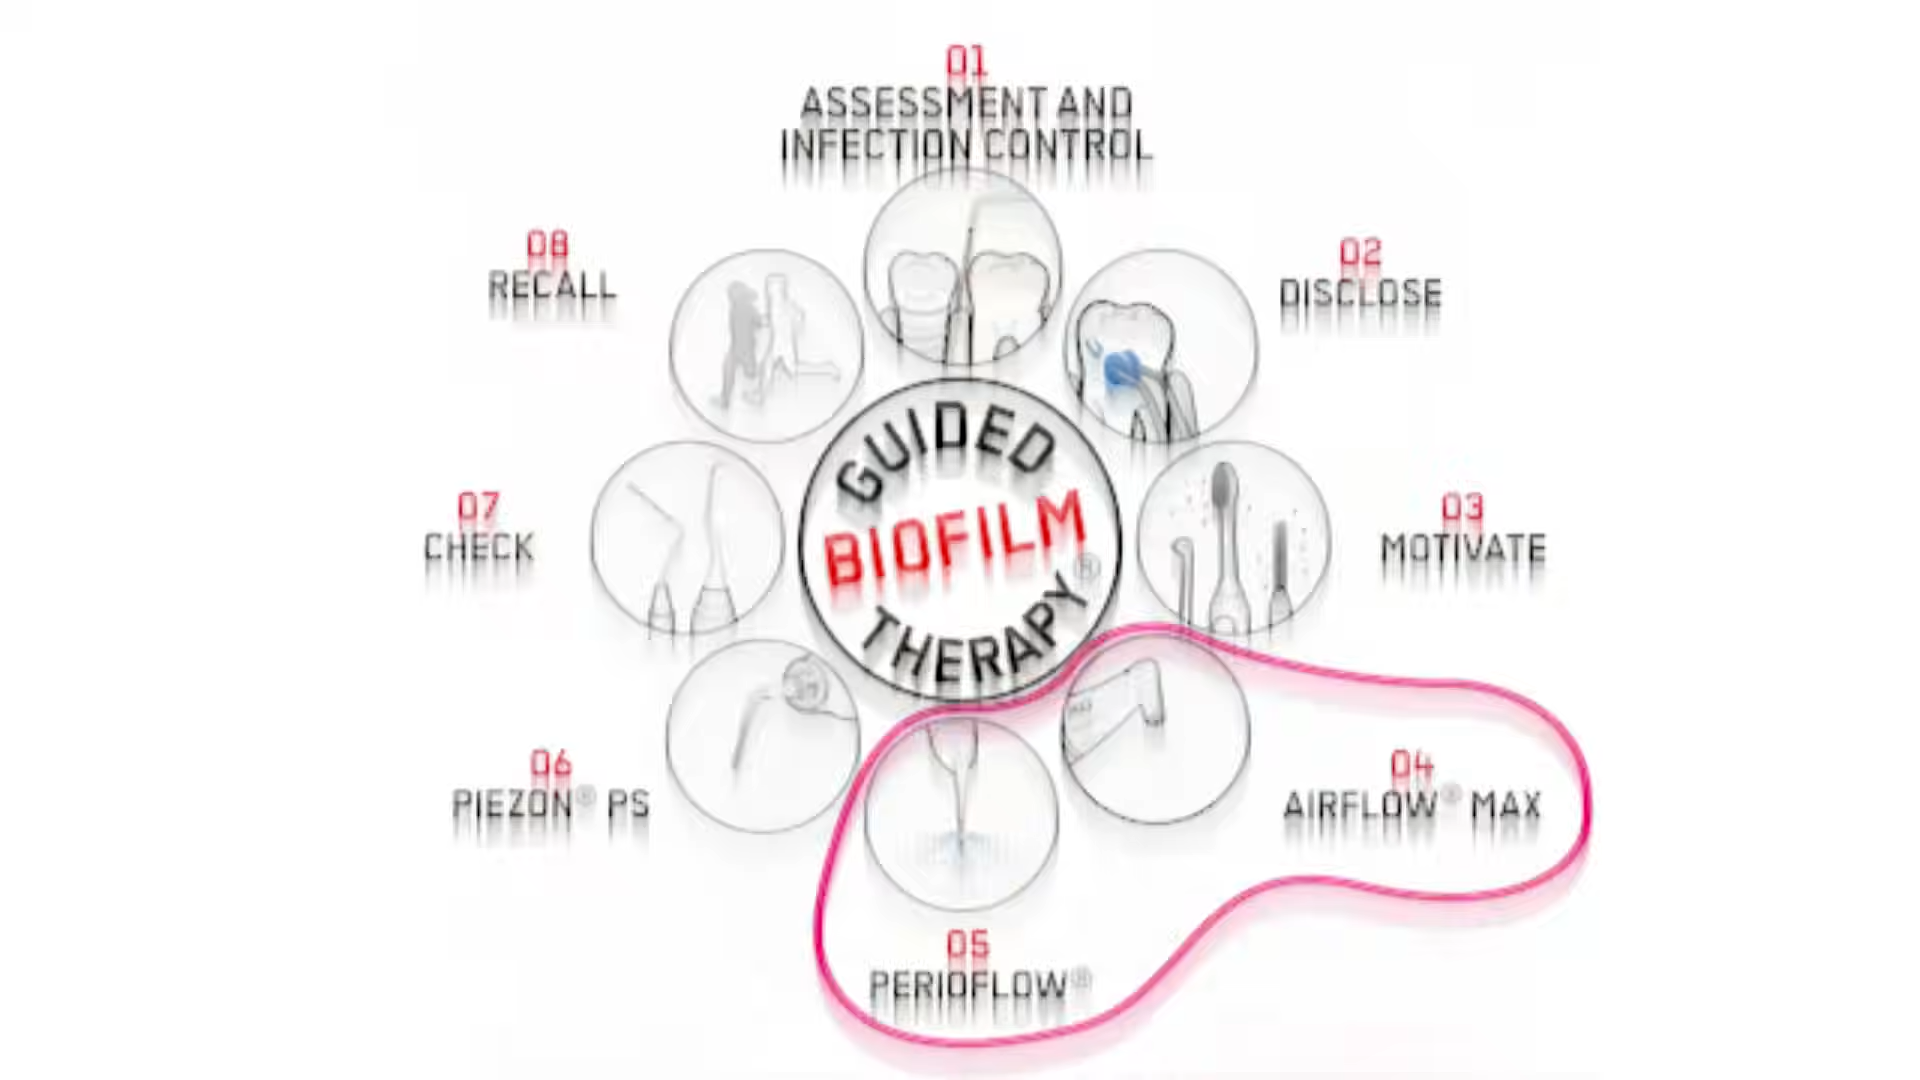 01
ASSESSMENT AND
INFECTION CONTROL
02
DISCLOSE
03
MOTIVATE
04
AIRFLOW® MAX
05
PERIOFLOW®
06
PIEZON® PS
07
CHECK
08
RECALL
GUIDED
BIOFILM
THERAPY®